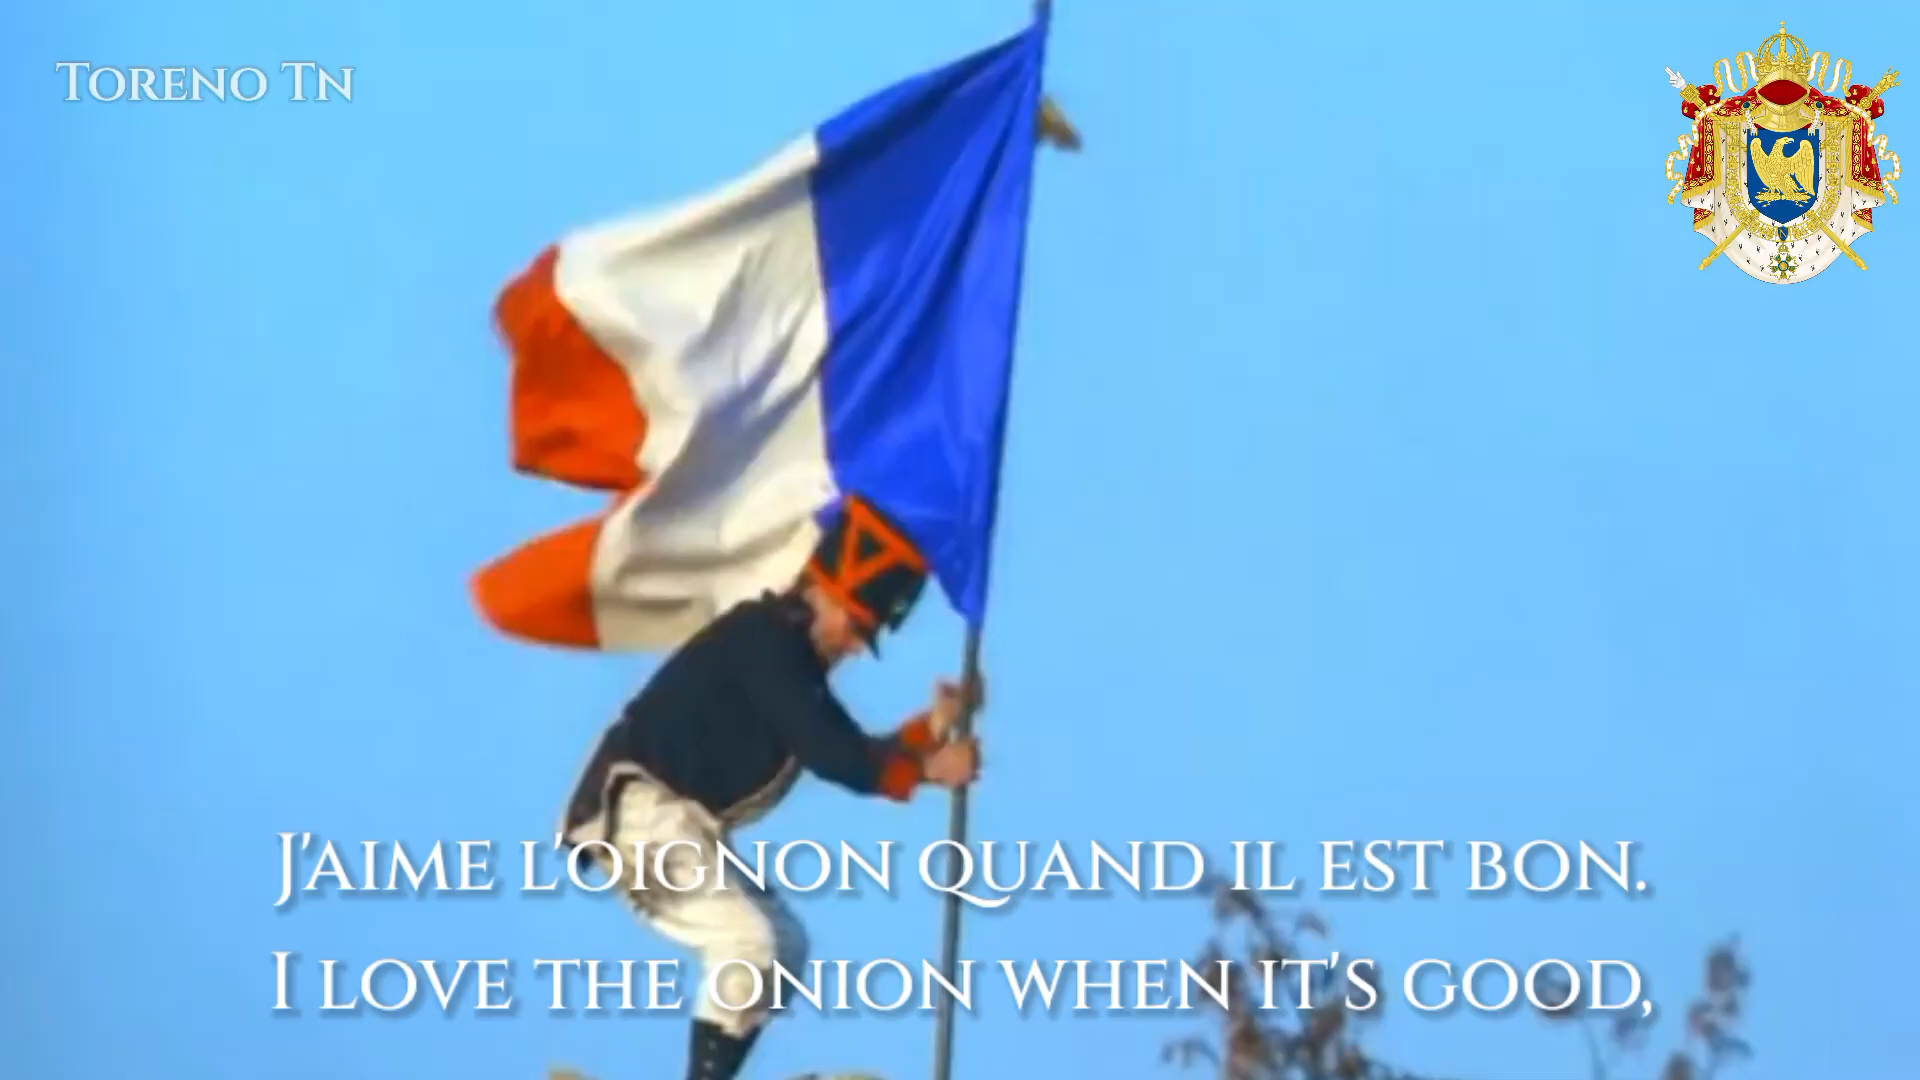 Toreno Tn
J'aime l'oignon quand il est bon.
I love the onion when it's good,